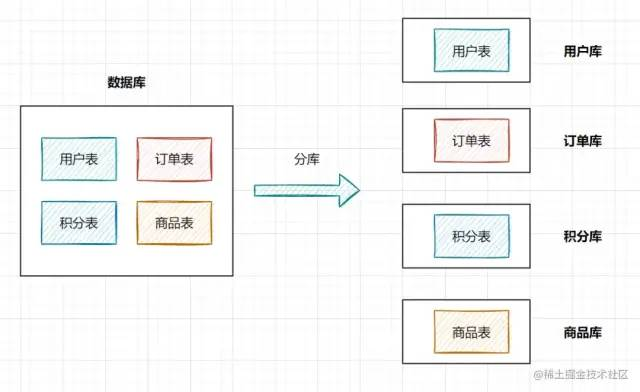 数据库
用户表
订单表
积分表
商品表
分库
用户表
用户库
订单表
订单库
积分表
积分库
商品表
商品库
@稀土掘金技术社区